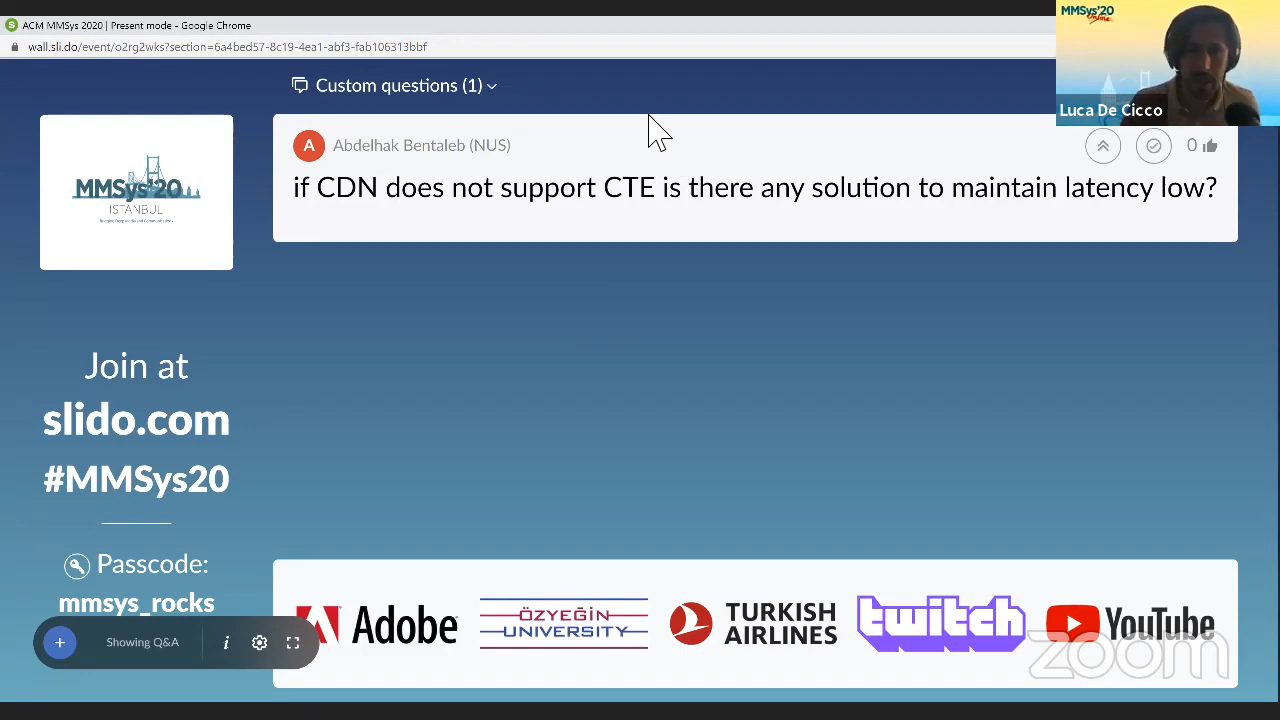 ACM MMSys 2020 | Present mode - Google Chrome
wall.sli.do/event/o2rg2wks?section=6a4bed57-8c19-4ea1-abf3-fab106313bbf
MMSys'20
Online
Luca De Cicco
Custom questions (1)
A
Abdelhak Bentaleb (NUS)
0
if CDN does not support CTE is there any solution to maintain latency low?
MMSys'20
ISTANBUL
Join at
slido.com
#MMSys20
Passcode:
mmsys_rocks
Showing Q&A
Adobe
ÖZYEĞİN
UNIVERSITY
TURKISH
AIRLINES
twitch
YouTube
zoom